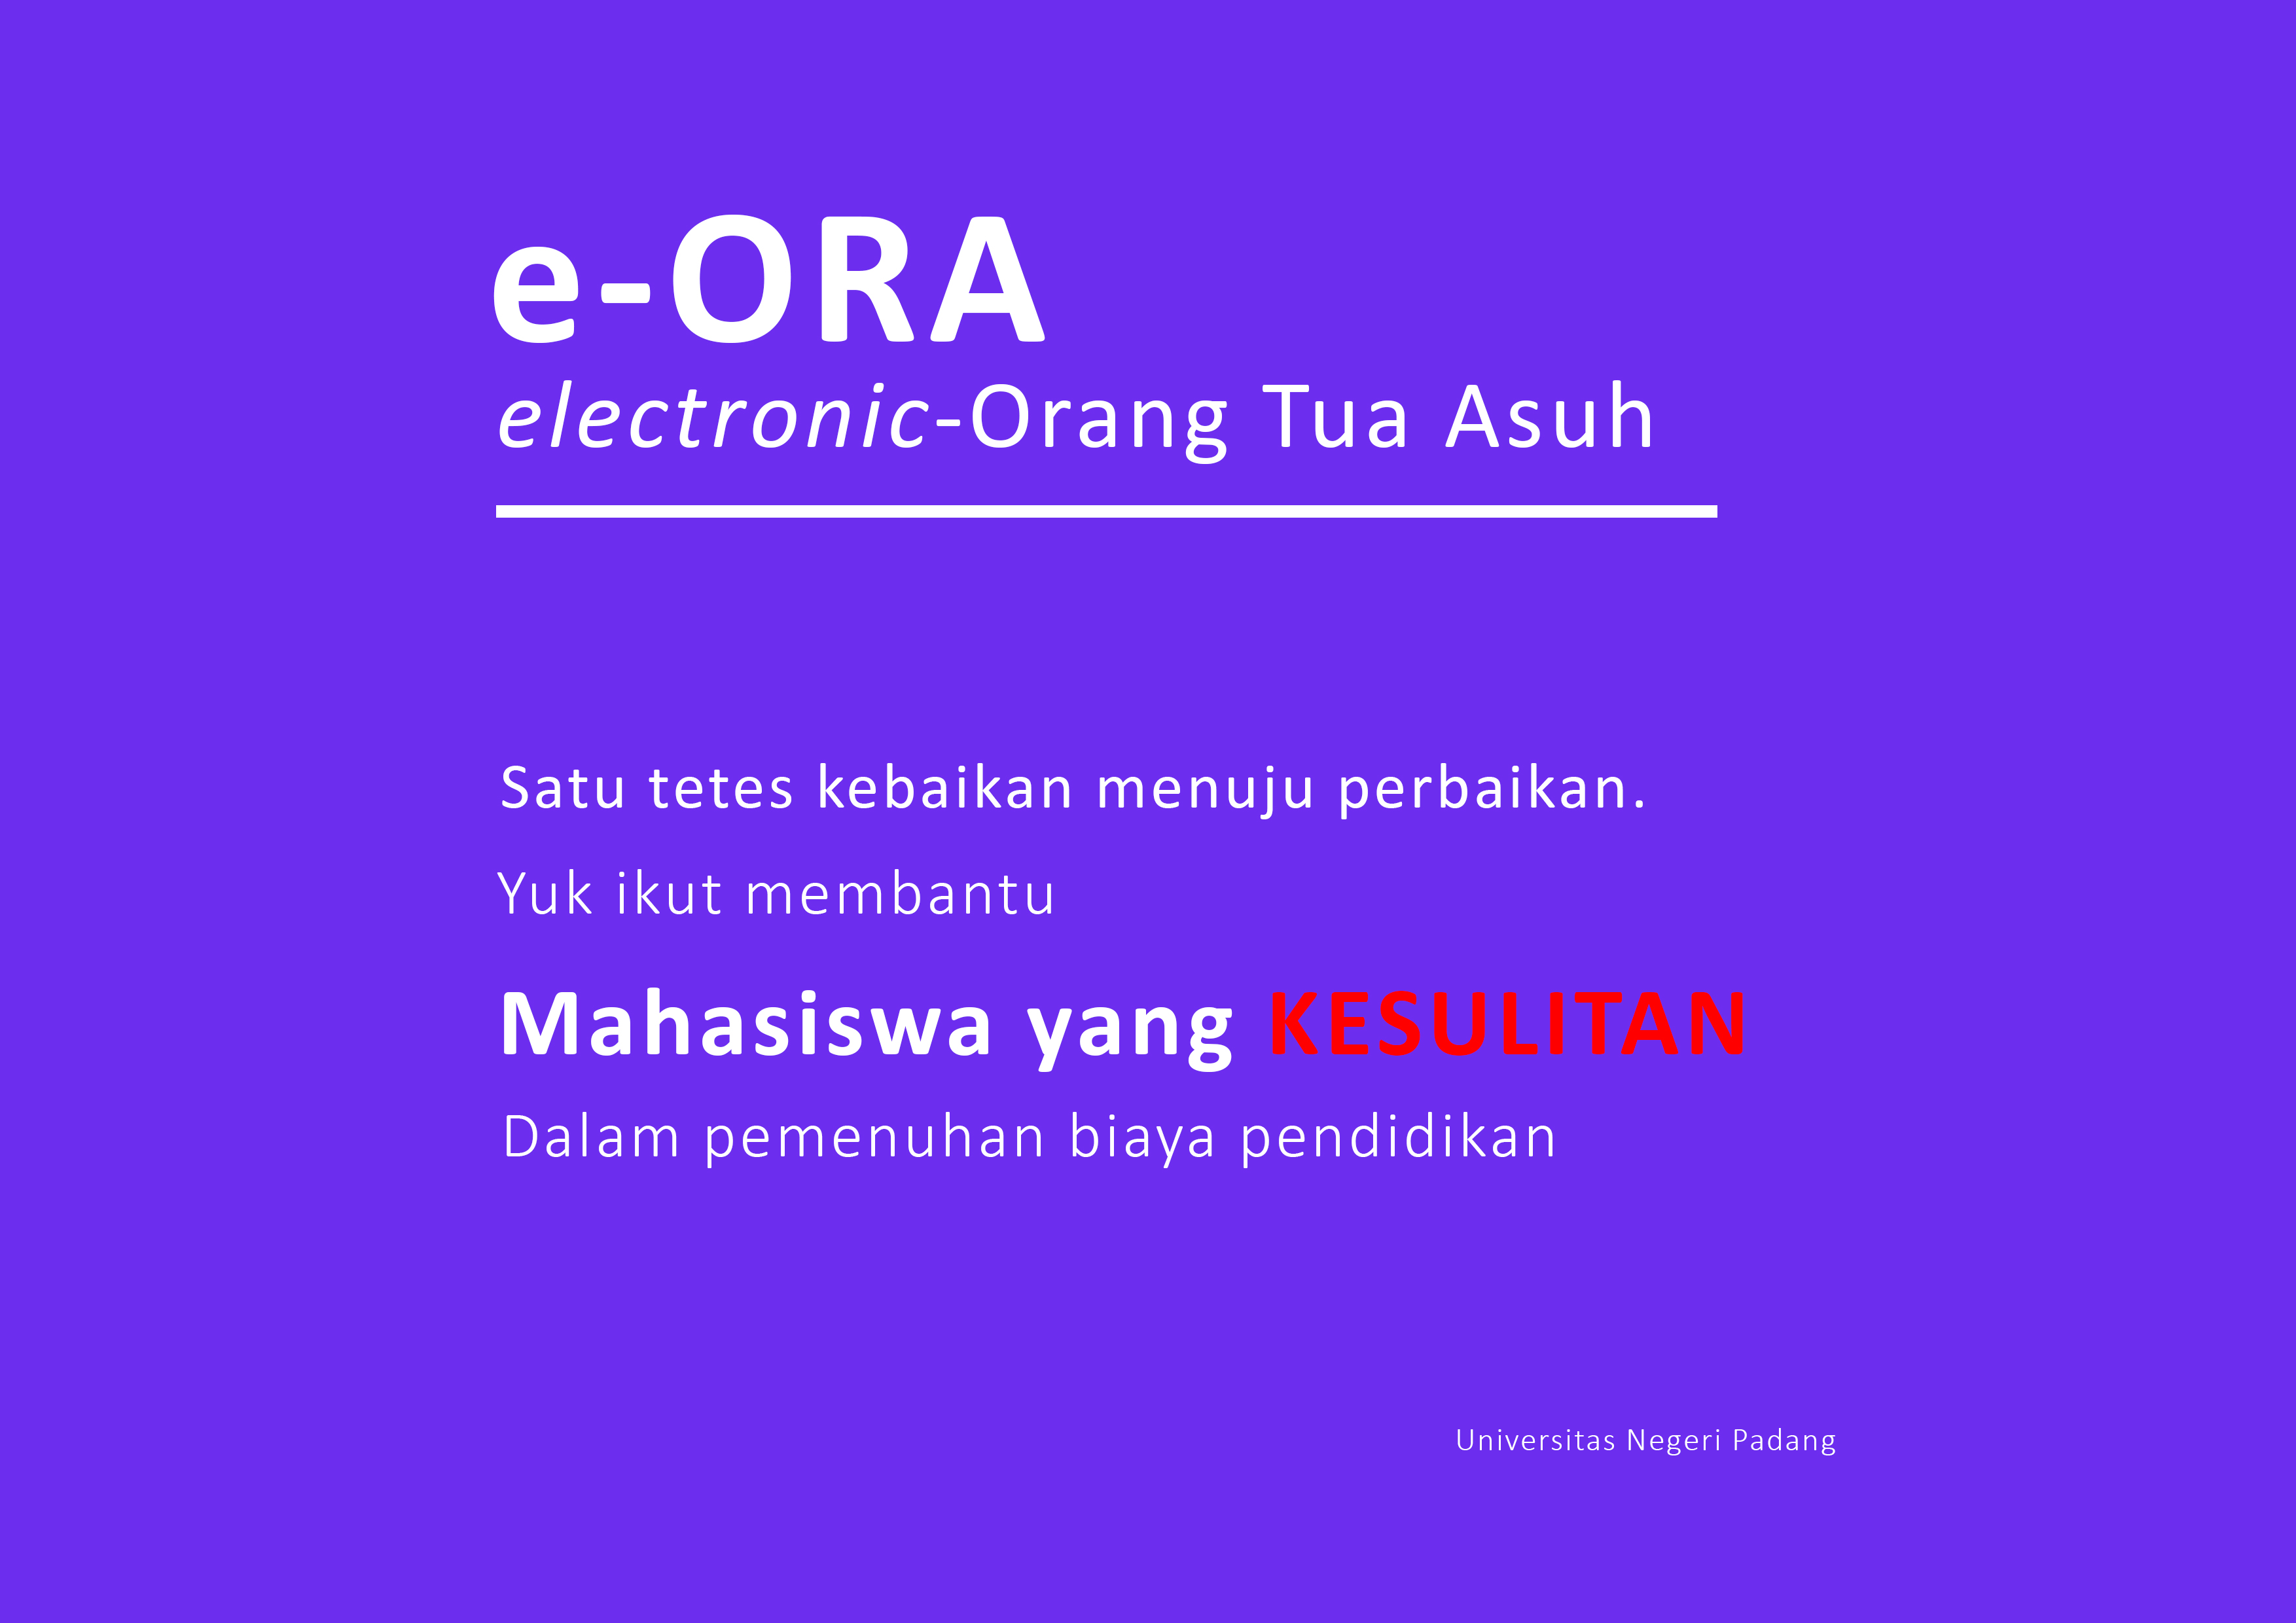 e-ORA
electronic-Orang Tua Asuh
Satu tetes kebaikan menuju perbaikan.
Yuk ikut membantu
Mahasiswa yang KESULITAN
Dalam pemenuhan biaya pendidikan
Universitas Negeri Padang